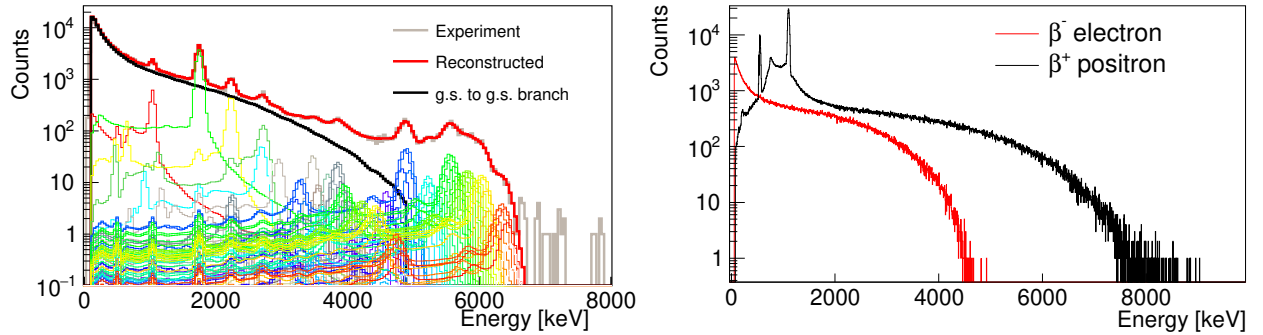 Counts
10⁴
10³
10²
10
1
10⁻¹
0 2000 4000 6000 8000
Energy [keV]
Experiment
Reconstructed
g.s. to g.s. branch
Counts
10⁴
10³
10²
10
1
0 2000 4000 6000 8000
Energy [keV]
β⁻ electron
β⁺ positron